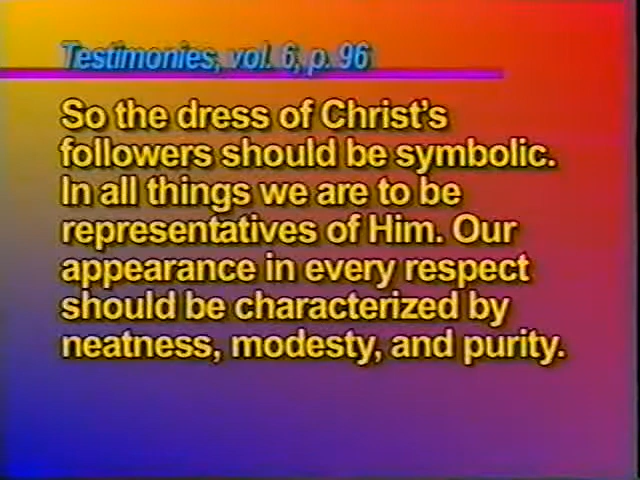 Testimonies, vol. 6, p. 96
So the dress of Christ's
followers should be symbolic.
In all things we are to be
representatives of Him. Our
appearance in every respect
should be characterized by
neatness, modesty, and purity.